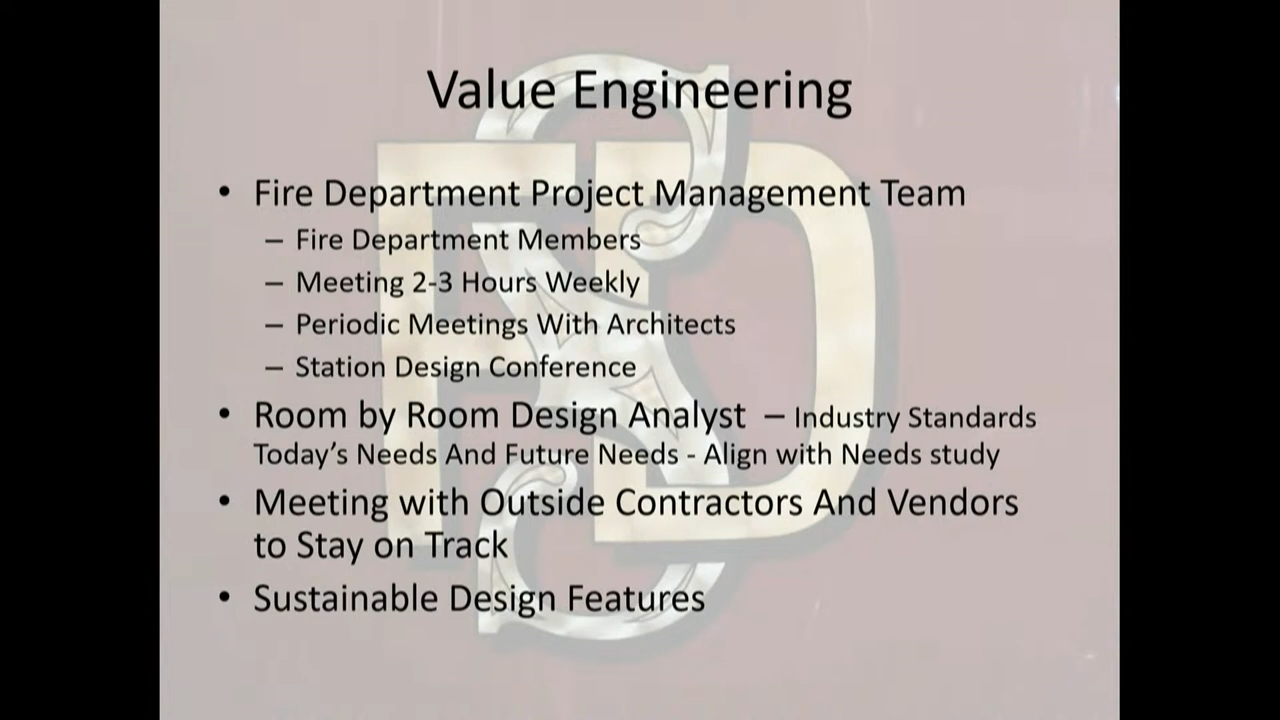 Value Engineering
• Fire Department Project Management Team
– Fire Department Members
– Meeting 2-3 Hours Weekly
– Periodic Meetings With Architects
– Station Design Conference
• Room by Room Design Analyst – Industry Standards
Today’s Needs And Future Needs - Align with Needs study
• Meeting with Outside Contractors And Vendors
to Stay on Track
• Sustainable Design Features
SFD